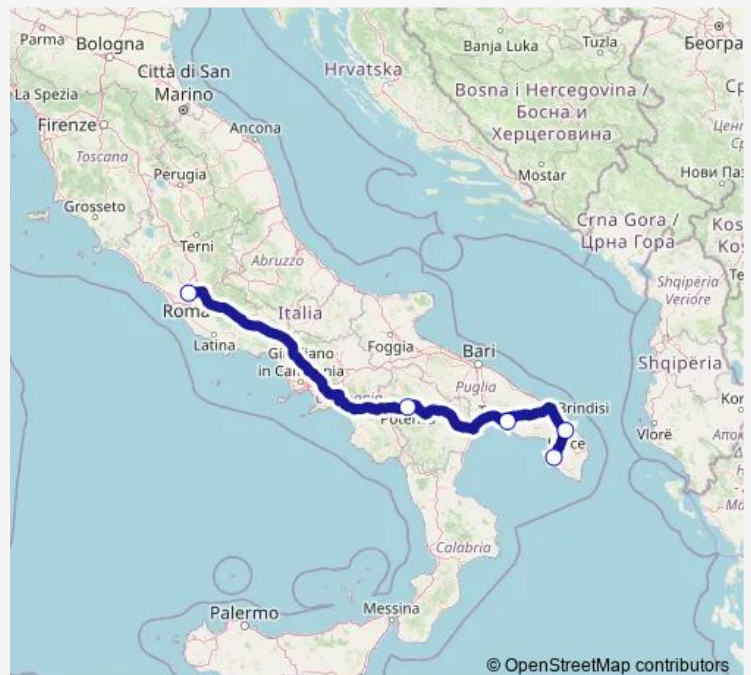 Parma
Bologna
Banja Luka
Tuzla
Città di San
Marino
Hrvatska
La Spezia
Bosna i Hercegovina /
Босна и
Херцеговина
Firenze
Ancona
Toscana
Perugia
Mostar
Нови
Grosseto
Crna Gora /
Црна Гора
Terni
Abruzzo
Shqipëria
Veriore
Roma
Italia
Latina
Foggia
Bari
Shqipëria
in
Puglia
Brindisi
Vlorë
Calabria
Messina
Palermo
© OpenStreetMap contributors